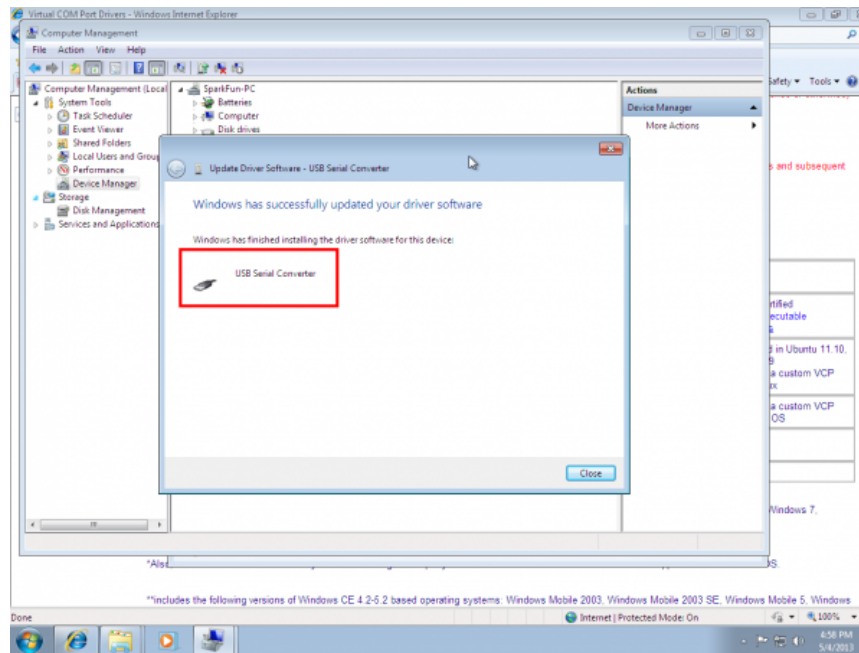 Virtual COM Port Drivers - Windows Internet Explorer
Computer Management
File Action View Help
Safety Tools
Computer Management (Local
System Tools
Task Scheduler
Event Viewer
Shared Folders
Local Users and Group
Performance
Device Manager
Storage
Disk Management
Services and Applications
SparkFun-PC
Batteries
Computer
Disk drives
Actions
Device Manager
More Actions
Update Driver Software - USB Serial Converter
Windows has successfully updated your driver software
Windows has finished installing the driver software for this device:
USB Serial Converter
Close
s and subsequent
rtified
ecutable
d in Ubuntu 11.10,
9
a custom VCP
a custom VCP
OS
Windows 7,
*Also
OS.
**includes the following versions of Windows CE 4.2-5.2 based operating systems: Windows Mobile 2003, Windows Mobile 2003 SE, Windows Mobile 5, Windows
Done
Internet | Protected Mode: On
100%
4:58 PM
5/4/2013